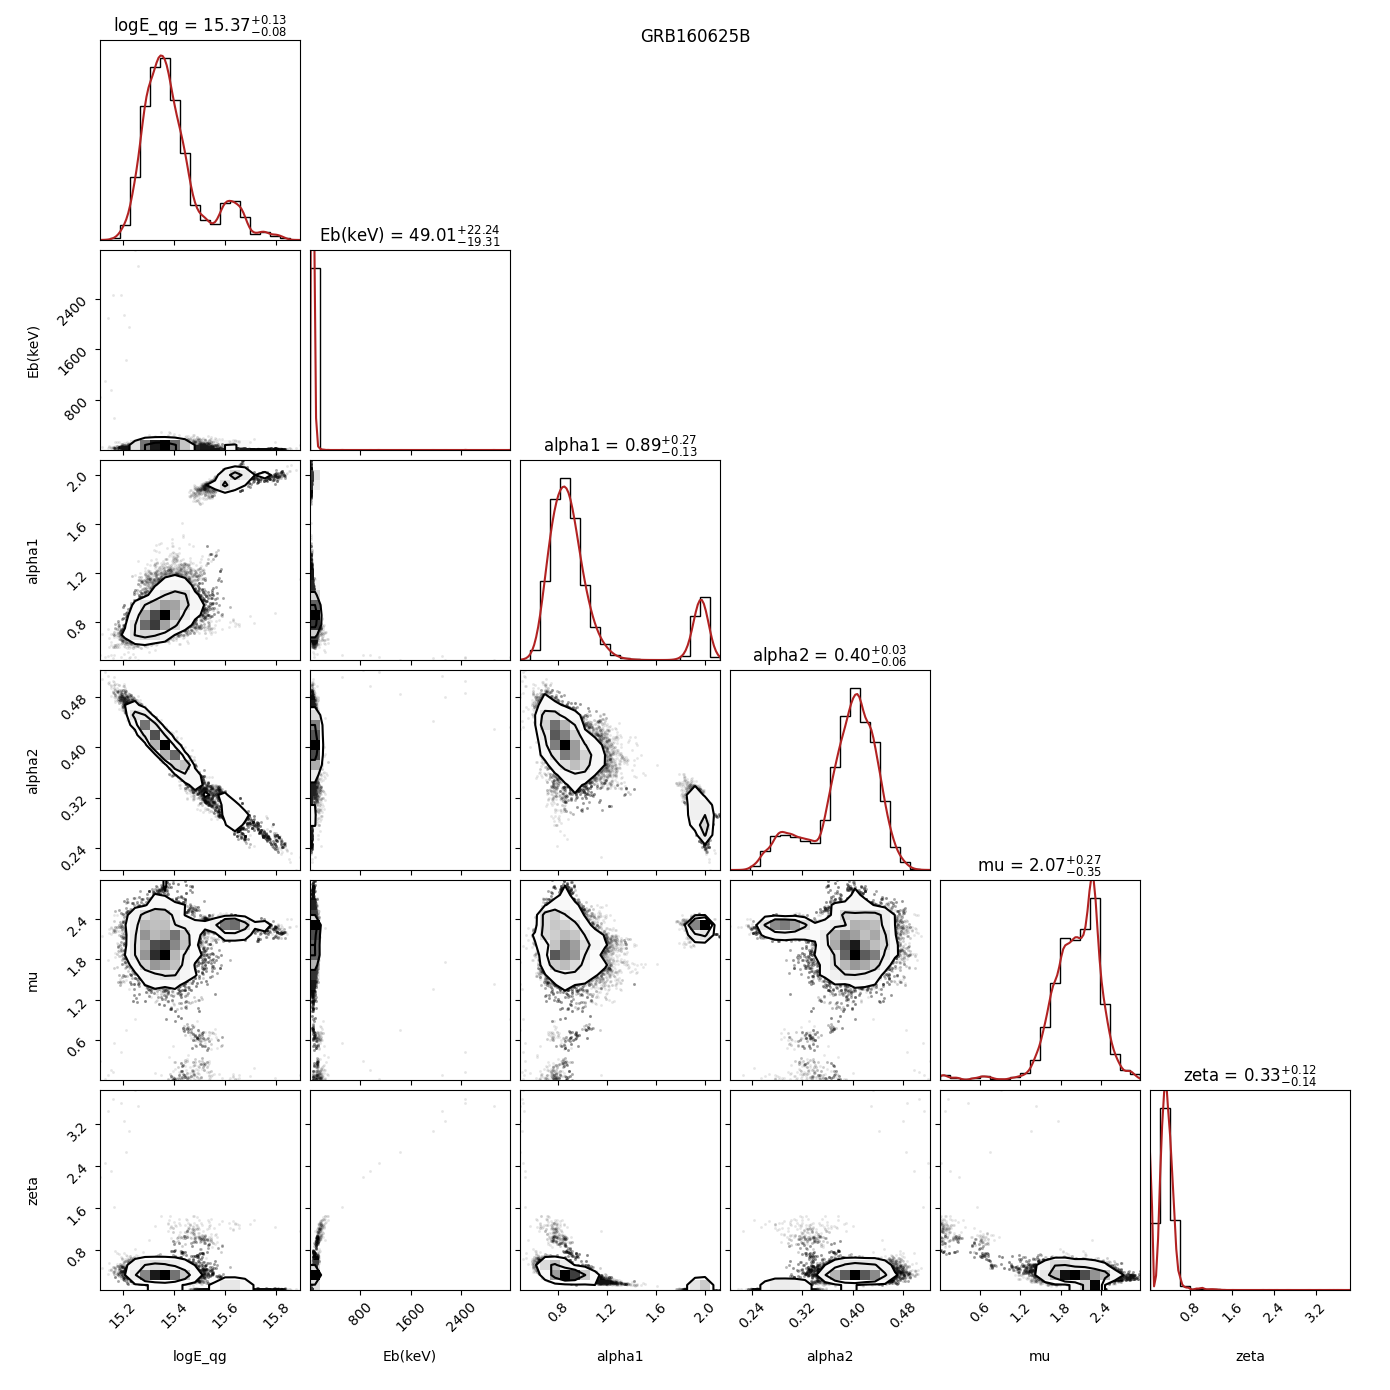 GRB160625B
logE_qg = 15.37+0.13−0.08
Eb(keV) = 49.01+22.24−19.31
Eb(keV)
2400
1600
800
alpha1 = 0.89+0.27−0.13
alpha1
2.0
1.6
1.2
0.8
alpha2 = 0.40+0.03−0.06
alpha2
0.48
0.40
0.32
0.24
mu = 2.07+0.27−0.35
mu
2.4
1.8
1.2
0.6
zeta = 0.33+0.12−0.14
zeta
3.2
2.4
1.6
0.8
15.2 15.4 15.6 15.8 800 1600 2400 0.8 1.2 1.6 2.0 0.24 0.32 0.40 0.48 0.6 1.2 1.8 2.4 0.8 1.6 2.4 3.2
logE_qg Eb(keV) alpha1 alpha2 mu zeta